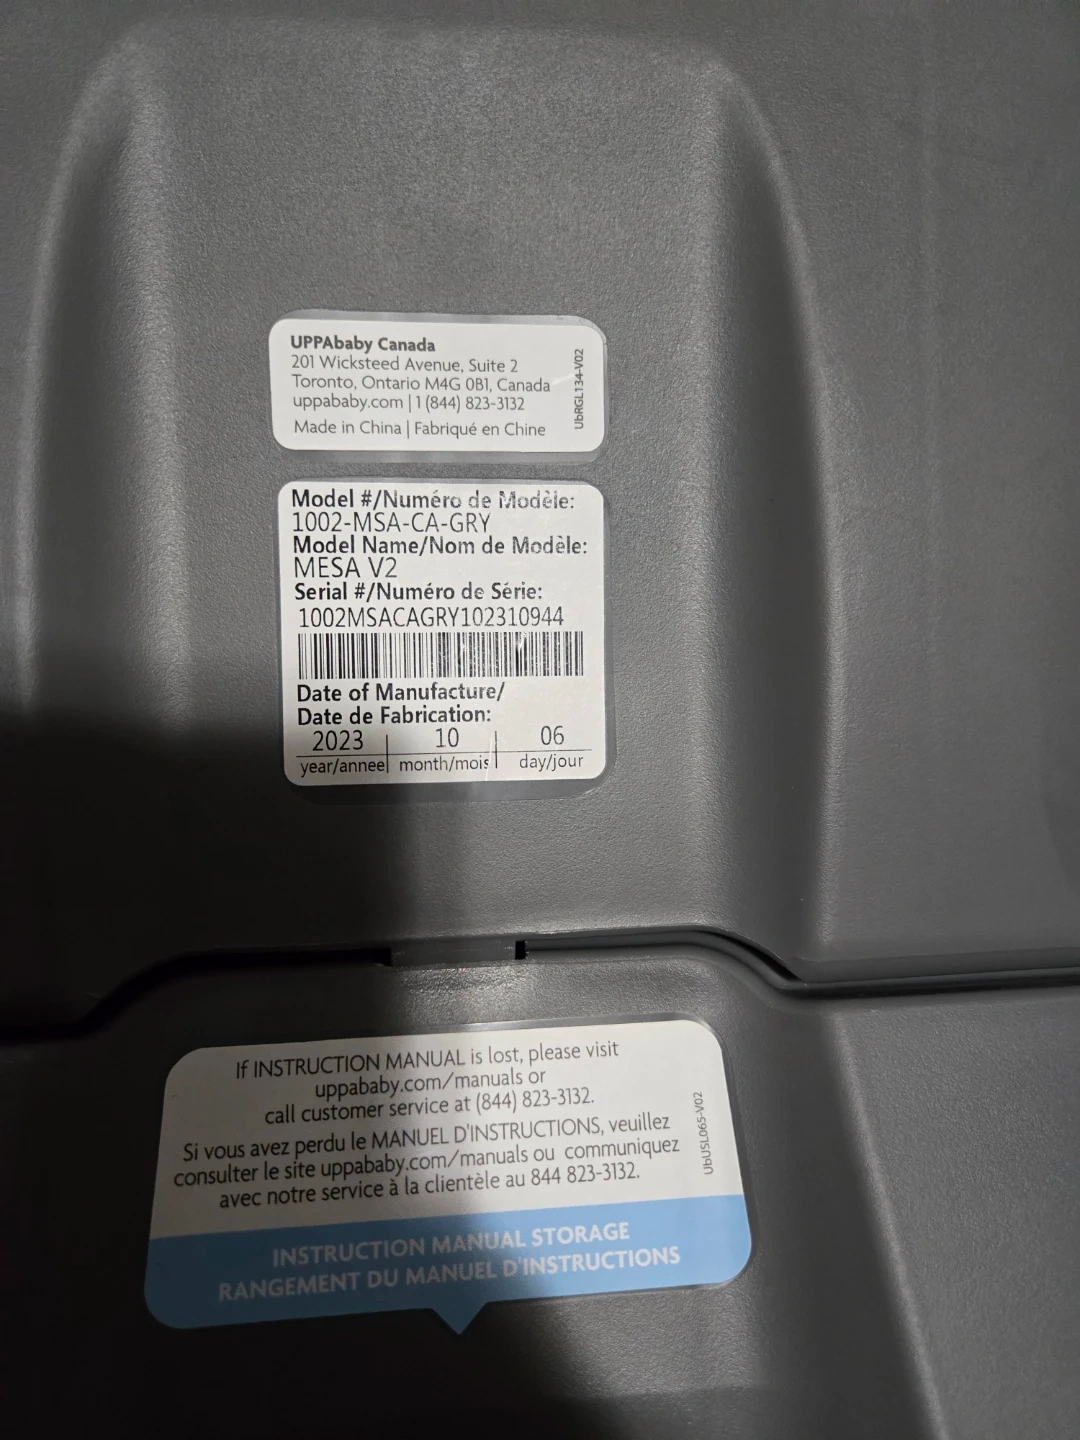 UPPAbaby Canada
201 Wicksteed Avenue, Suite 2
Toronto, Ontario M4G 0B1, Canada
uppababy.com | 1 (844) 823-3132
Made in China | Fabriqué en Chine
UbRGL134-V02
Model #/Numéro de Modèle:
1002-MSA-CA-GRY
Model Name/Nom de Modèle:
MESA V2
Serial #/Numéro de Série:
1002MSACAGRY102310944
Date of Manufacture/
Date de Fabrication:
2023 | 10 | 06
year/annee| month/mois | day/jour
If INSTRUCTION MANUAL is lost, please visit
uppababy.com/manuals or
call customer service at (844) 823-3132.
Si vous avez perdu le MANUEL D'INSTRUCTIONS, veuillez
consulter le site uppababy.com/manuals ou communiquez
avec notre service à la clientèle au 844 823-3132.
UbUSL065-V02
INSTRUCTION MANUAL STORAGE
RANGEMENT DU MANUEL D'INSTRUCTIONS